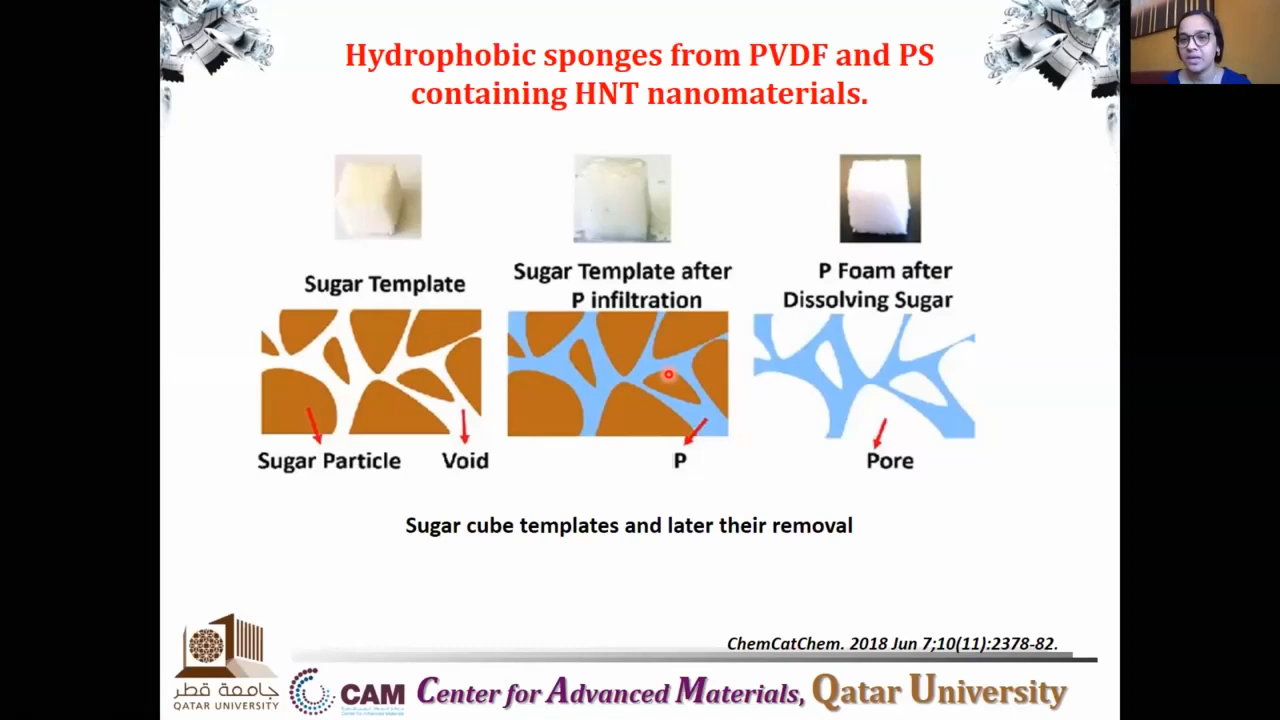 Hydrophobic sponges from PVDF and PS
containing HNT nanomaterials.
Sugar Template
Sugar Template after
P infiltration
P Foam after
Dissolving Sugar
Sugar Particle
Void
P
Pore
Sugar cube templates and later their removal
ChemCatChem. 2018 Jun 7;10(11):2378-82.
جامعة قطر
QATAR UNIVERSITY
CAM
Center for Advanced Materials, Qatar University